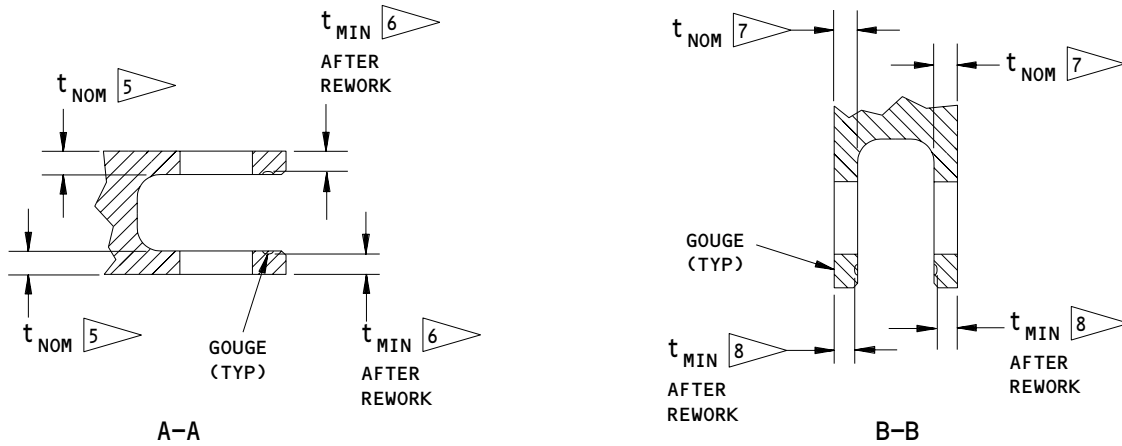 t MIN 6
AFTER
REWORK
t NOM 5
t NOM 5
GOUGE
(TYP)
t MIN 6
AFTER
REWORK
A-A
t NOM 7
t NOM 7
GOUGE
(TYP)
t MIN 8
AFTER
REWORK
t MIN 8
AFTER
REWORK
B-B